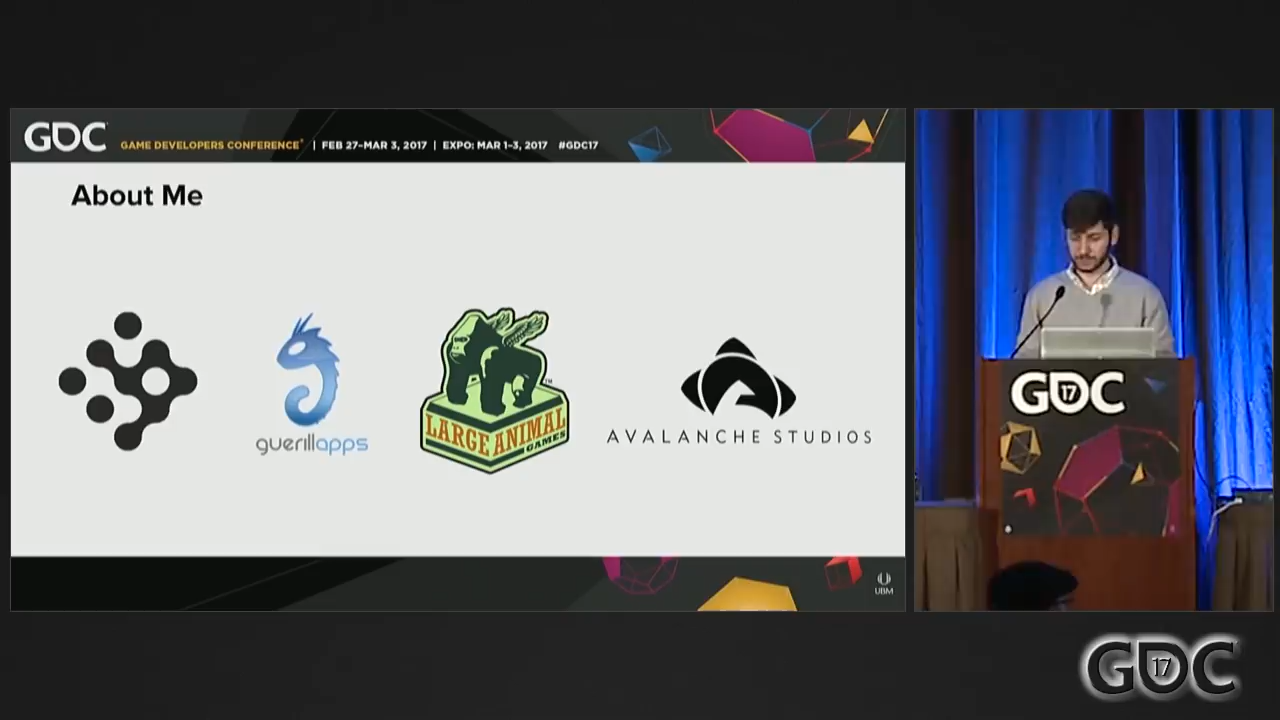 GDC
GAME DEVELOPERS CONFERENCE® | FEB 27-MAR 3, 2017 | EXPO: MAR 1-3, 2017 #GDC17
About Me
guerillapps
LARGE ANIMAL
GAMES
TM
AVALANCHE STUDIOS
UBM
GDC
17
GDC
17